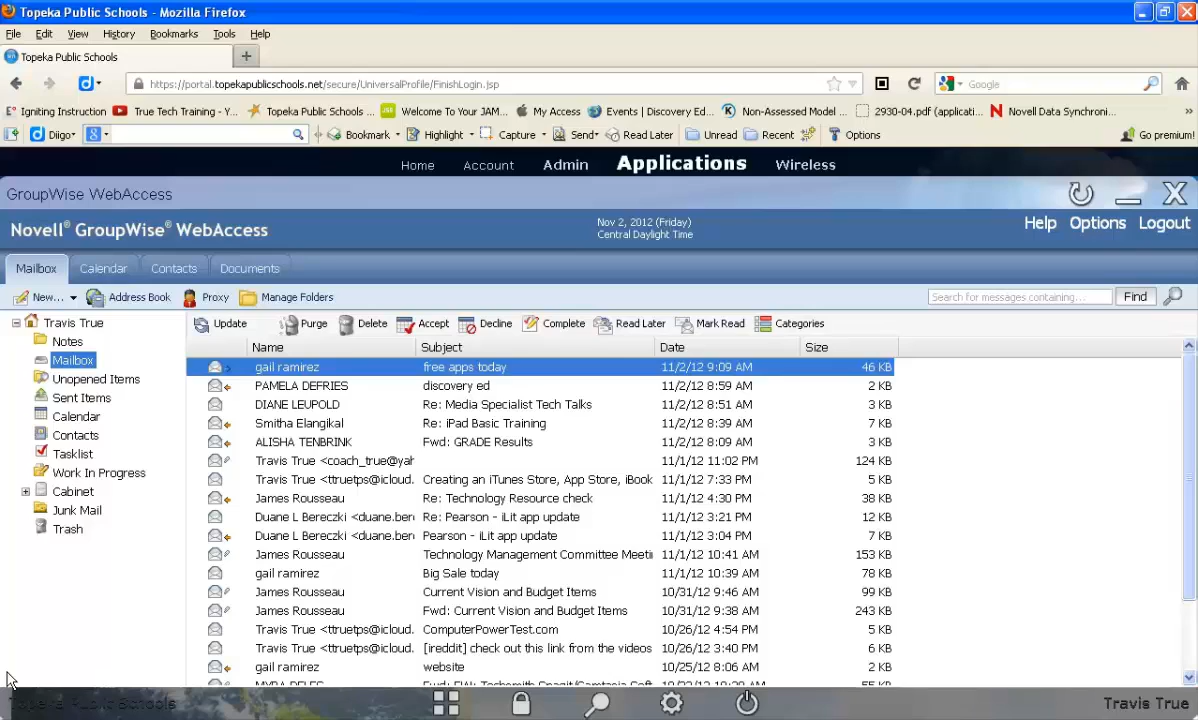 Topeka Public Schools - Mozilla Firefox
File Edit View History Bookmarks Tools Help
Topeka Public Schools +
https://portal.topekapublicschools.net/secure/UniversalProfile/FinishLogin.jsp Google
Igniting Instruction True Tech Training - Y... Topeka Public Schools ... Welcome To Your JAM... My Access Events | Discovery Ed... Non-Assessed Model ... 2930-04.pdf (applicati... Novell Data Synchroni... »
Diigo Bookmark Highlight Capture Send Read Later Unread Recent Options Go premium!
Home Account Admin Applications Wireless
GroupWise WebAccess
Novell® GroupWise® WebAccess
Nov 2, 2012 (Friday)
Central Daylight Time
Help Options Logout
Mailbox Calendar Contacts Documents
New... Address Book Proxy Manage Folders Search for messages containing... Find
Travis True
Notes
Mailbox
Unopened Items
Sent Items
Calendar
Contacts
Tasklist
Work In Progress
Cabinet
Junk Mail
Trash
Update Purge Delete Accept Decline Complete Read Later Mark Read Categories
Name Subject Date Size
gail ramirez free apps today 11/2/12 9:09 AM 46 KB
PAMELA DEFRIES discovery ed 11/2/12 8:59 AM 2 KB
DIANE LEUPOLD Re: Media Specialist Tech Talks 11/2/12 8:51 AM 3 KB
Smitha Elangikal Re: iPad Basic Training 11/2/12 8:39 AM 7 KB
ALISHA TENBRINK Fwd: GRADE Results 11/2/12 8:09 AM 3 KB
Travis True <coach_true@yah 11/1/12 11:02 PM 124 KB
Travis True <ttruetps@icloud. Creating an iTunes Store, App Store, iBook 11/1/12 7:33 PM 5 KB
James Rousseau Re: Technology Resource check 11/1/12 4:30 PM 38 KB
Duane L Bereczki <duane.ber Re: Pearson - iLit app update 11/1/12 3:21 PM 12 KB
Duane L Bereczki <duane.ber Pearson - iLit app update 11/1/12 3:04 PM 7 KB
James Rousseau Technology Management Committee Meeti 11/1/12 10:41 AM 153 KB
gail ramirez Big Sale today 11/1/12 10:39 AM 78 KB
James Rousseau Current Vision and Budget Items 10/31/12 9:46 AM 99 KB
James Rousseau Fwd: Current Vision and Budget Items 10/31/12 9:38 AM 243 KB
Travis True <ttruetps@icloud. ComputerPowerTest.com 10/26/12 4:54 PM 5 KB
Travis True <ttruetps@icloud. [ireddit] check out this link from the videos 10/26/12 3:40 PM 6 KB
gail ramirez website 10/25/12 8:06 AM 2 KB
Topeka Public Schools Travis True